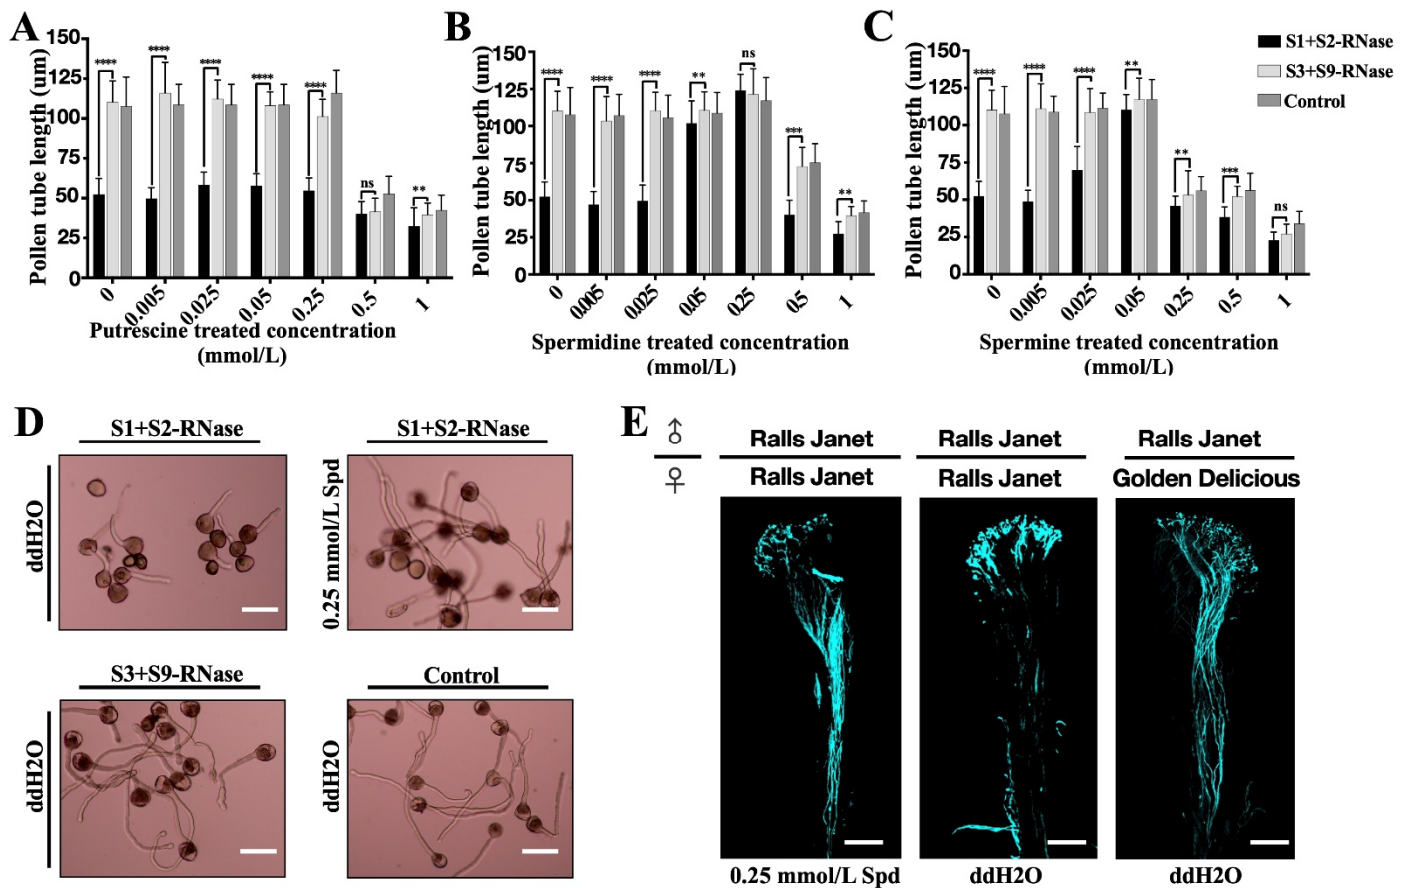 A
150
125
100
75
50
25
0
Pollen tube length (um)
**** **** **** **** **** ns **
0 0.005 0.025 0.05 0.25 0.5 1
Putrescine treated concentration
(mmol/L)
B
150
125
100
75
50
25
0
Pollen tube length (um)
**** **** **** ** ns *** **
0 0.005 0.025 0.05 0.25 0.5 1
Spermidine treated concentration
(mmol/L)
C
150
125
100
75
50
25
0
Pollen tube length (um)
**** **** **** ** ** *** ns
0 0.005 0.025 0.05 0.25 0.5 1
Spermine treated concentration
(mmol/L)
S1+S2-RNase
S3+S9-RNase
Control
D
S1+S2-RNase
ddH2O
S1+S2-RNase
0.25 mmol/L Spd
S3+S9-RNase
ddH2O
Control
ddH2O
E
♂
♀
Ralls Janet
Ralls Janet
0.25 mmol/L Spd
Ralls Janet
Ralls Janet
ddH2O
Ralls Janet
Golden Delicious
ddH2O